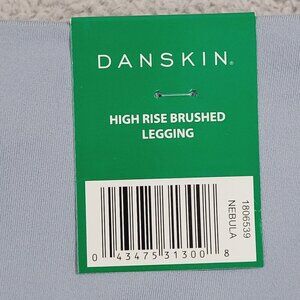 DANSKIN®
HIGH RISE BRUSHED
LEGGING
1806539
NEBULA
0 43475 31300 8